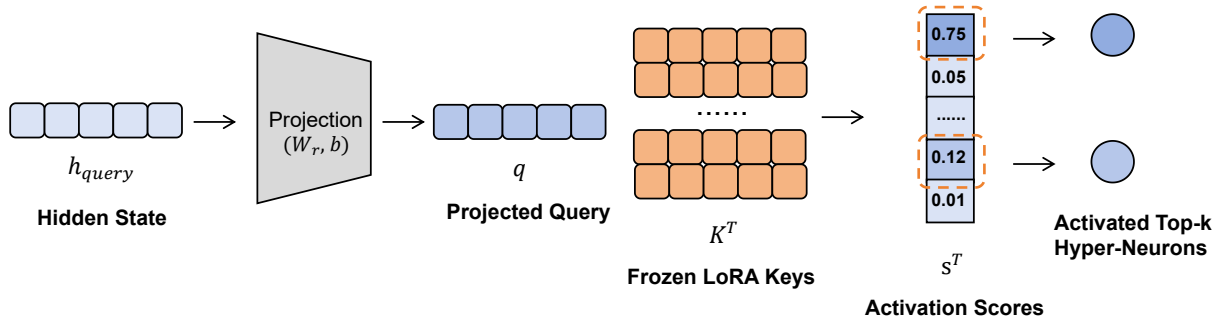 h_query
Hidden State
Projection
(W_r, b)
q
Projected Query
......
K^T
Frozen LoRA Keys
0.75
0.05
......
0.12
0.01
s^T
Activation Scores
Activated Top-k
Hyper-Neurons